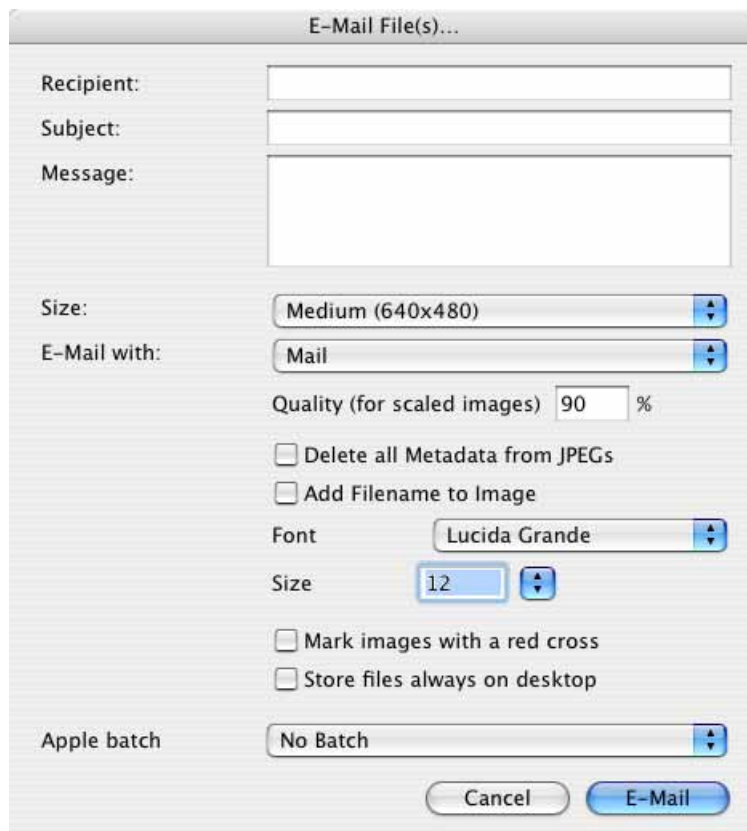 E-Mail File(s)...
Recipient:
Subject:
Message:
Size: Medium (640x480)
E-Mail with: Mail
Quality (for scaled images) 90 %
Delete all Metadata from JPEGs
Add Filename to Image
Font Lucida Grande
Size 12
Mark images with a red cross
Store files always on desktop
Apple batch No Batch
Cancel E-Mail